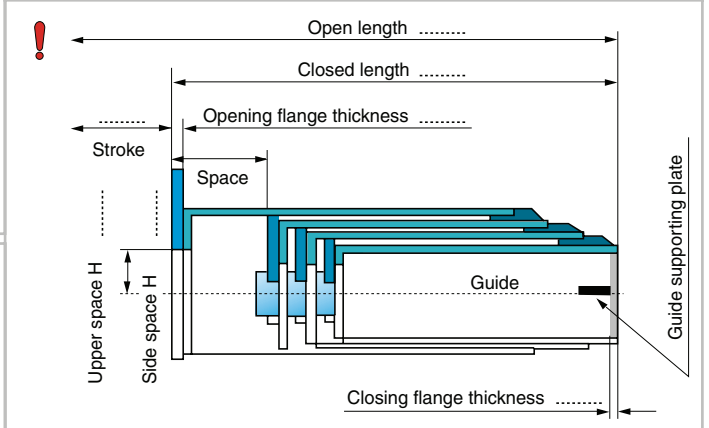 Open length ..........
Closed length ..........
..........
Opening flange thickness ..........
Stroke
Space
Upper space H ..........
Side space H ..........
Guide
Guide supporting plate
Closing flange thickness ..........